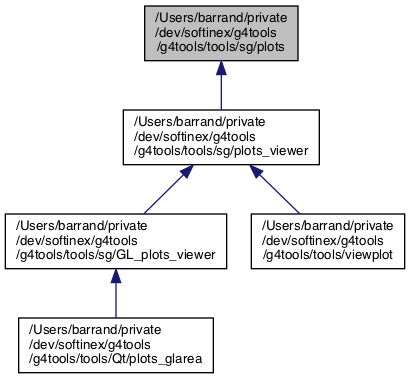 /Users/barrand/private
/dev/softinex/g4tools
/g4tools/tools/sg/plots
/Users/barrand/private
/dev/softinex/g4tools
/g4tools/tools/sg/plots_viewer
/Users/barrand/private
/dev/softinex/g4tools
/g4tools/tools/sg/GL_plots_viewer
/Users/barrand/private
/dev/softinex/g4tools
/g4tools/tools/viewplot
/Users/barrand/private
/dev/softinex/g4tools
/g4tools/tools/Qt/plots_glarea